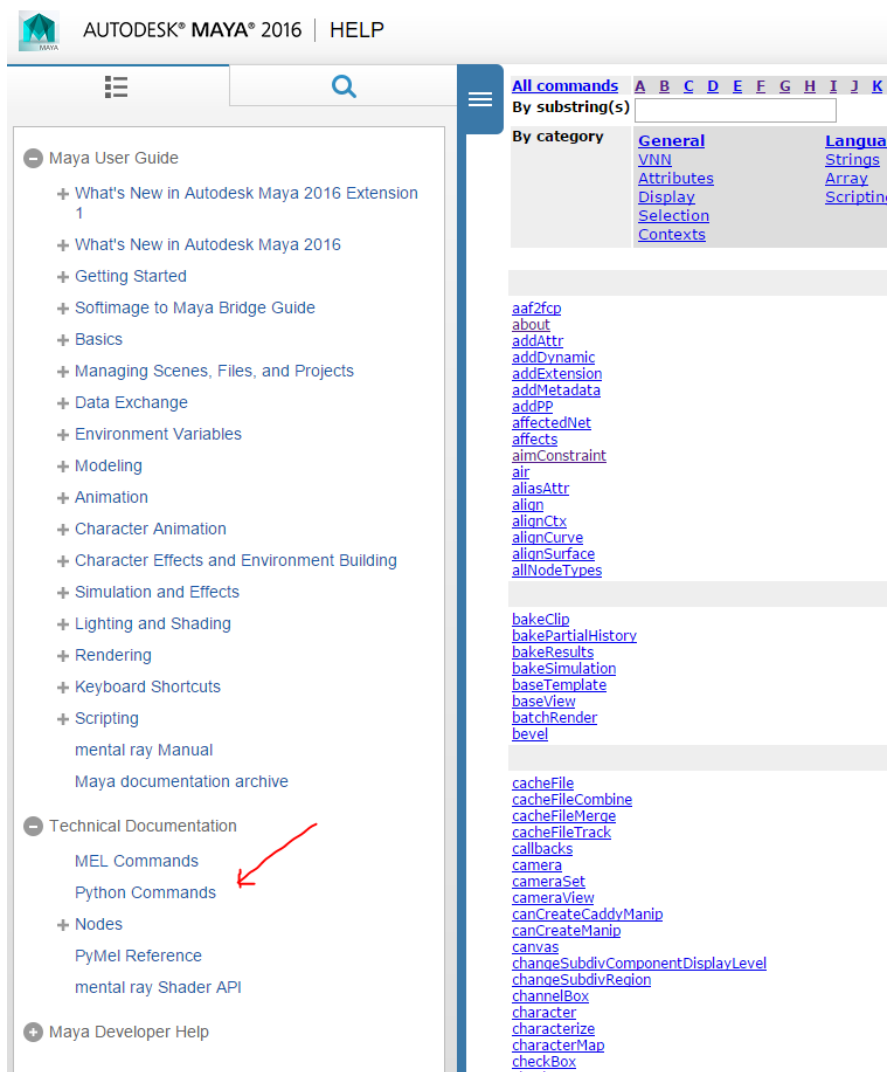 MAYA
AUTODESK® MAYA® 2016 | HELP
Maya User Guide
What's New in Autodesk Maya 2016 Extension
1
What's New in Autodesk Maya 2016
Getting Started
Softimage to Maya Bridge Guide
Basics
Managing Scenes, Files, and Projects
Data Exchange
Environment Variables
Modeling
Animation
Character Animation
Character Effects and Environment Building
Simulation and Effects
Lighting and Shading
Rendering
Keyboard Shortcuts
Scripting
mental ray Manual
Maya documentation archive
Technical Documentation
MEL Commands
Python Commands
Nodes
PyMel Reference
mental ray Shader API
Maya Developer Help
All commands A B C D E F G H I J K
By substring(s)
By category
General
VNN
Attributes
Display
Selection
Contexts
Langua
Strings
Array
Scripting
aaf2fcp
about
addAttr
addDynamic
addExtension
addMetadata
addPP
affectedNet
affects
aimConstraint
air
aliasAttr
align
alignCtx
alignCurve
alignSurface
allNodeTypes
bakeClip
bakePartialHistory
bakeResults
bakeSimulation
baseTemplate
baseView
batchRender
bevel
cacheFile
cacheFileCombine
cacheFileMerge
cacheFileTrack
callbacks
camera
cameraSet
cameraView
canCreateCaddyManip
canCreateManip
canvas
changeSubdivComponentDisplayLevel
changeSubdivRegion
channelBox
character
characterize
characterMap
checkBox